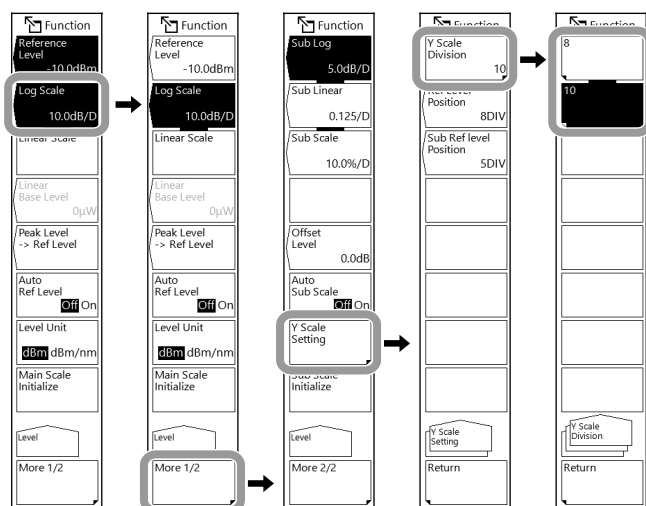 Function
Reference
Level
-10.0dBm
Log Scale
10.0dB/D
Linear Scale
Linear
Base Level
0µW
Peak Level
-> Ref Level
Auto
Ref Level
Off On
Level Unit
dBm dBm/nm
Main Scale
Initialize
Level
More 1/2
Function
Reference
Level
-10.0dBm
Log Scale
10.0dB/D
Linear Scale
Linear
Base Level
0µW
Peak Level
-> Ref Level
Auto
Ref Level
Off On
Level Unit
dBm dBm/nm
Main Scale
Initialize
Level
More 1/2
Function
Sub Log
5.0dB/D
Sub Linear
0.125/D
Sub Scale
10.0%/D
Offset
Level
0.0dB
Auto
Sub Scale
Off On
Y Scale
Setting
Sub Scale
Initialize
Level
More 2/2
Function
Y Scale
Division
10
Ref Level
Position
8DIV
Sub Ref level
Position
5DIV
Y Scale
Setting
Return
Function
8
10
Y Scale
Division
Return